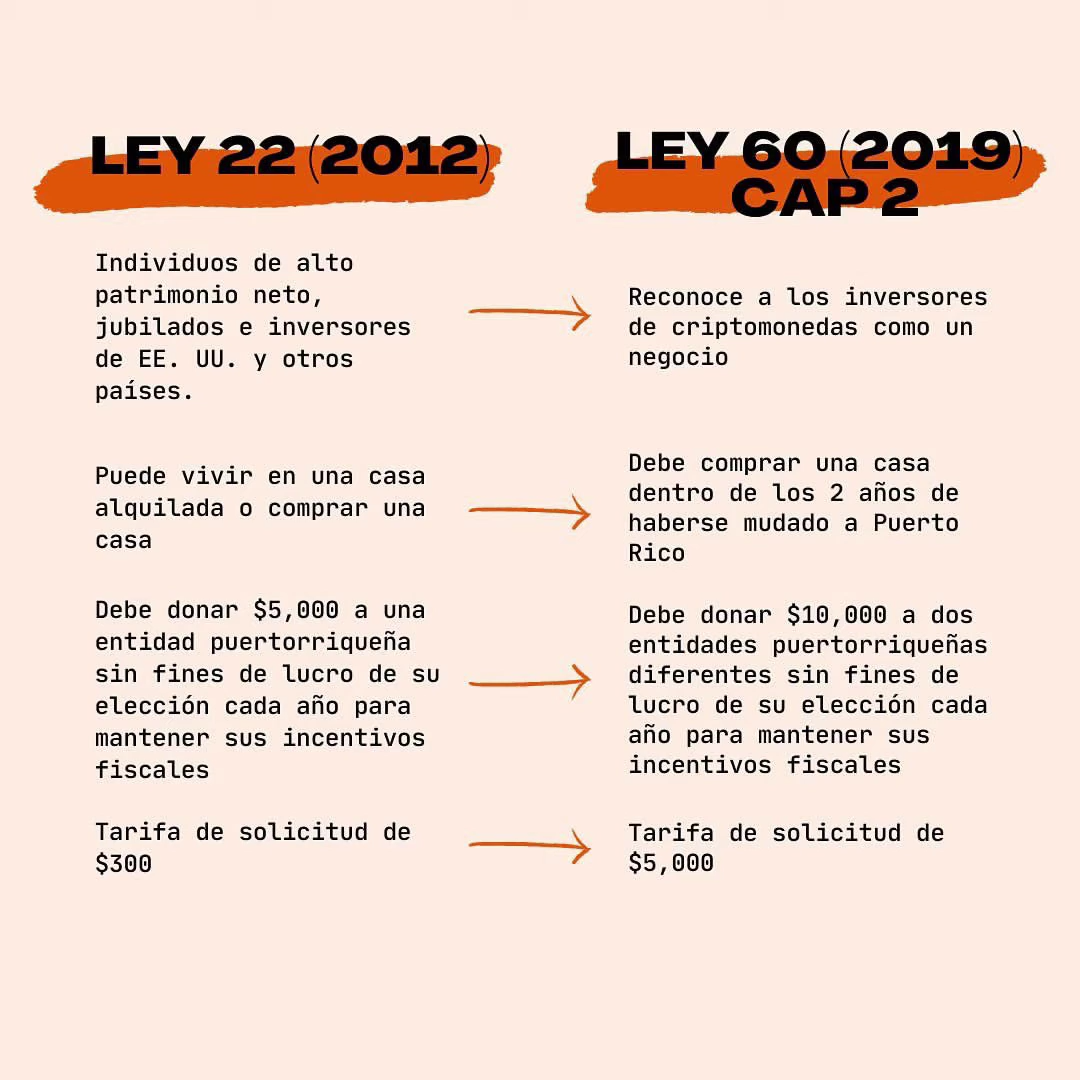 LEY 22 (2012)
Individuos de alto
patrimonio neto,
jubilados e inversores
de EE. UU. y otros
países.
Puede vivir en una casa
alquilada o comprar una
casa
Debe donar $5,000 a una
entidad puertorriqueña
sin fines de lucro de su
elección cada año para
mantener sus incentivos
fiscales
Tarifa de solicitud de
$300
LEY 60 (2019)
CAP 2
Reconoce a los inversores
de criptomonedas como un
negocio
Debe comprar una casa
dentro de los 2 años de
haberse mudado a Puerto
Rico
Debe donar $10,000 a dos
entidades puertorriqueñas
diferentes sin fines de
lucro de su elección cada
año para mantener sus
incentivos fiscales
Tarifa de solicitud de
$5,000